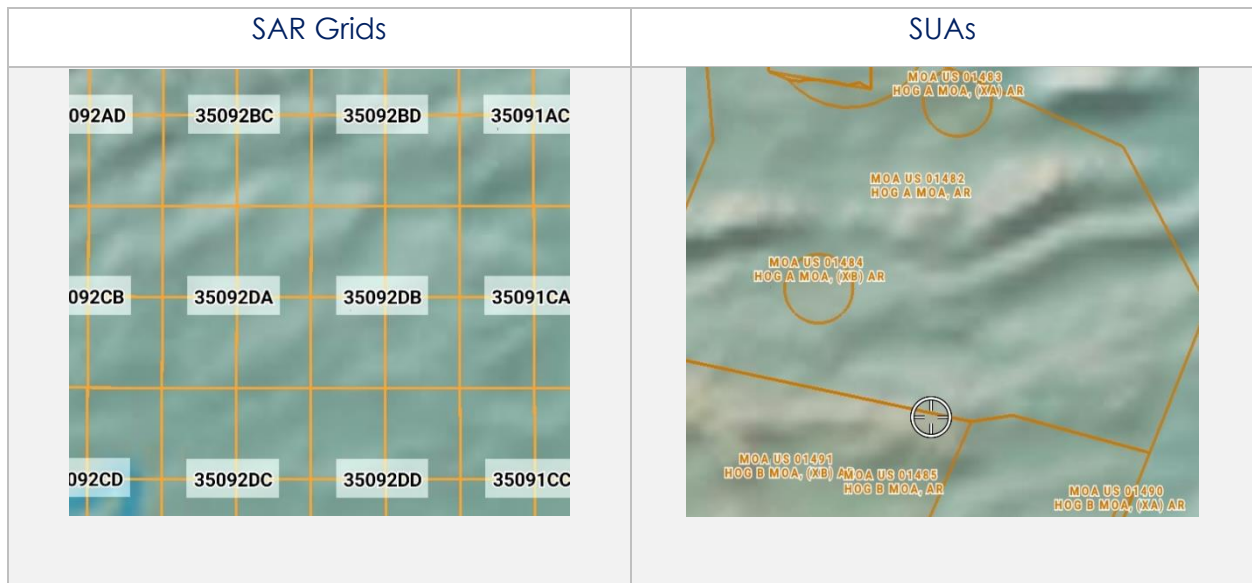 SAR Grids
SUAs
092AD 35092BC 35092BD 35091AC
092CB 35092DA 35092DB 35091CA
092CD 35092DC 35092DD 35091CC
MOA US 01483
HOG A MOA, (XA) AR
MOA US 01482
HOG A MOA, AR
MOA US 01484
HOG A MOA, (XB) AR
MOA US 01491
HOG B MOA, (XB) A
MOA US 01485
HOG B MOA, AR
MOA US 01490
HOG B MOA, (XA) AR